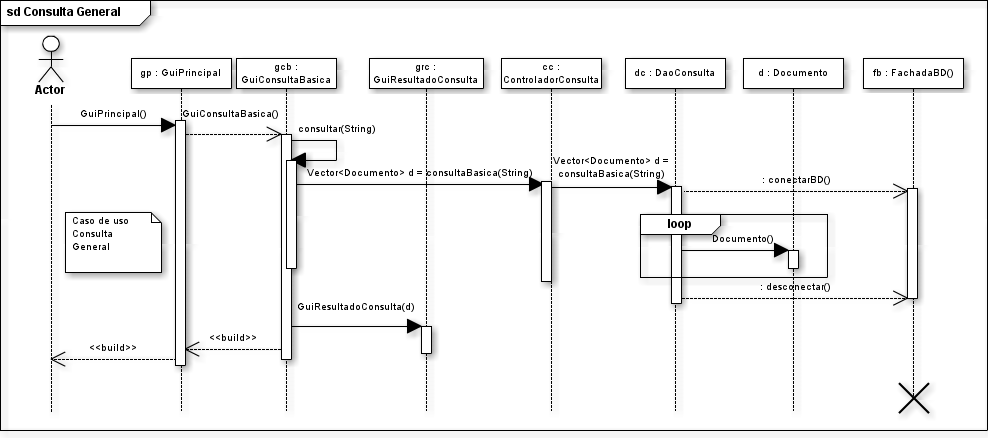 sd Consulta General
Actor
gp : GuiPrincipal
gcb :
GuiConsultaBasica
grc :
GuiResultadoConsulta
cc :
ControladorConsulta
dc : DaoConsulta
d : Documento
fb : FachadaBD()
GuiPrincipal()
GuiConsultaBasica()
consultar(String)
Vector<Documento> d = consultaBasica(String)
Vector<Documento> d =
consultaBasica(String)
: conectarBD()
Caso de uso
Consulta
General
loop
Documento()
: desconectar()
GuiResultadoConsulta(d)
<<build>>
<<build>>